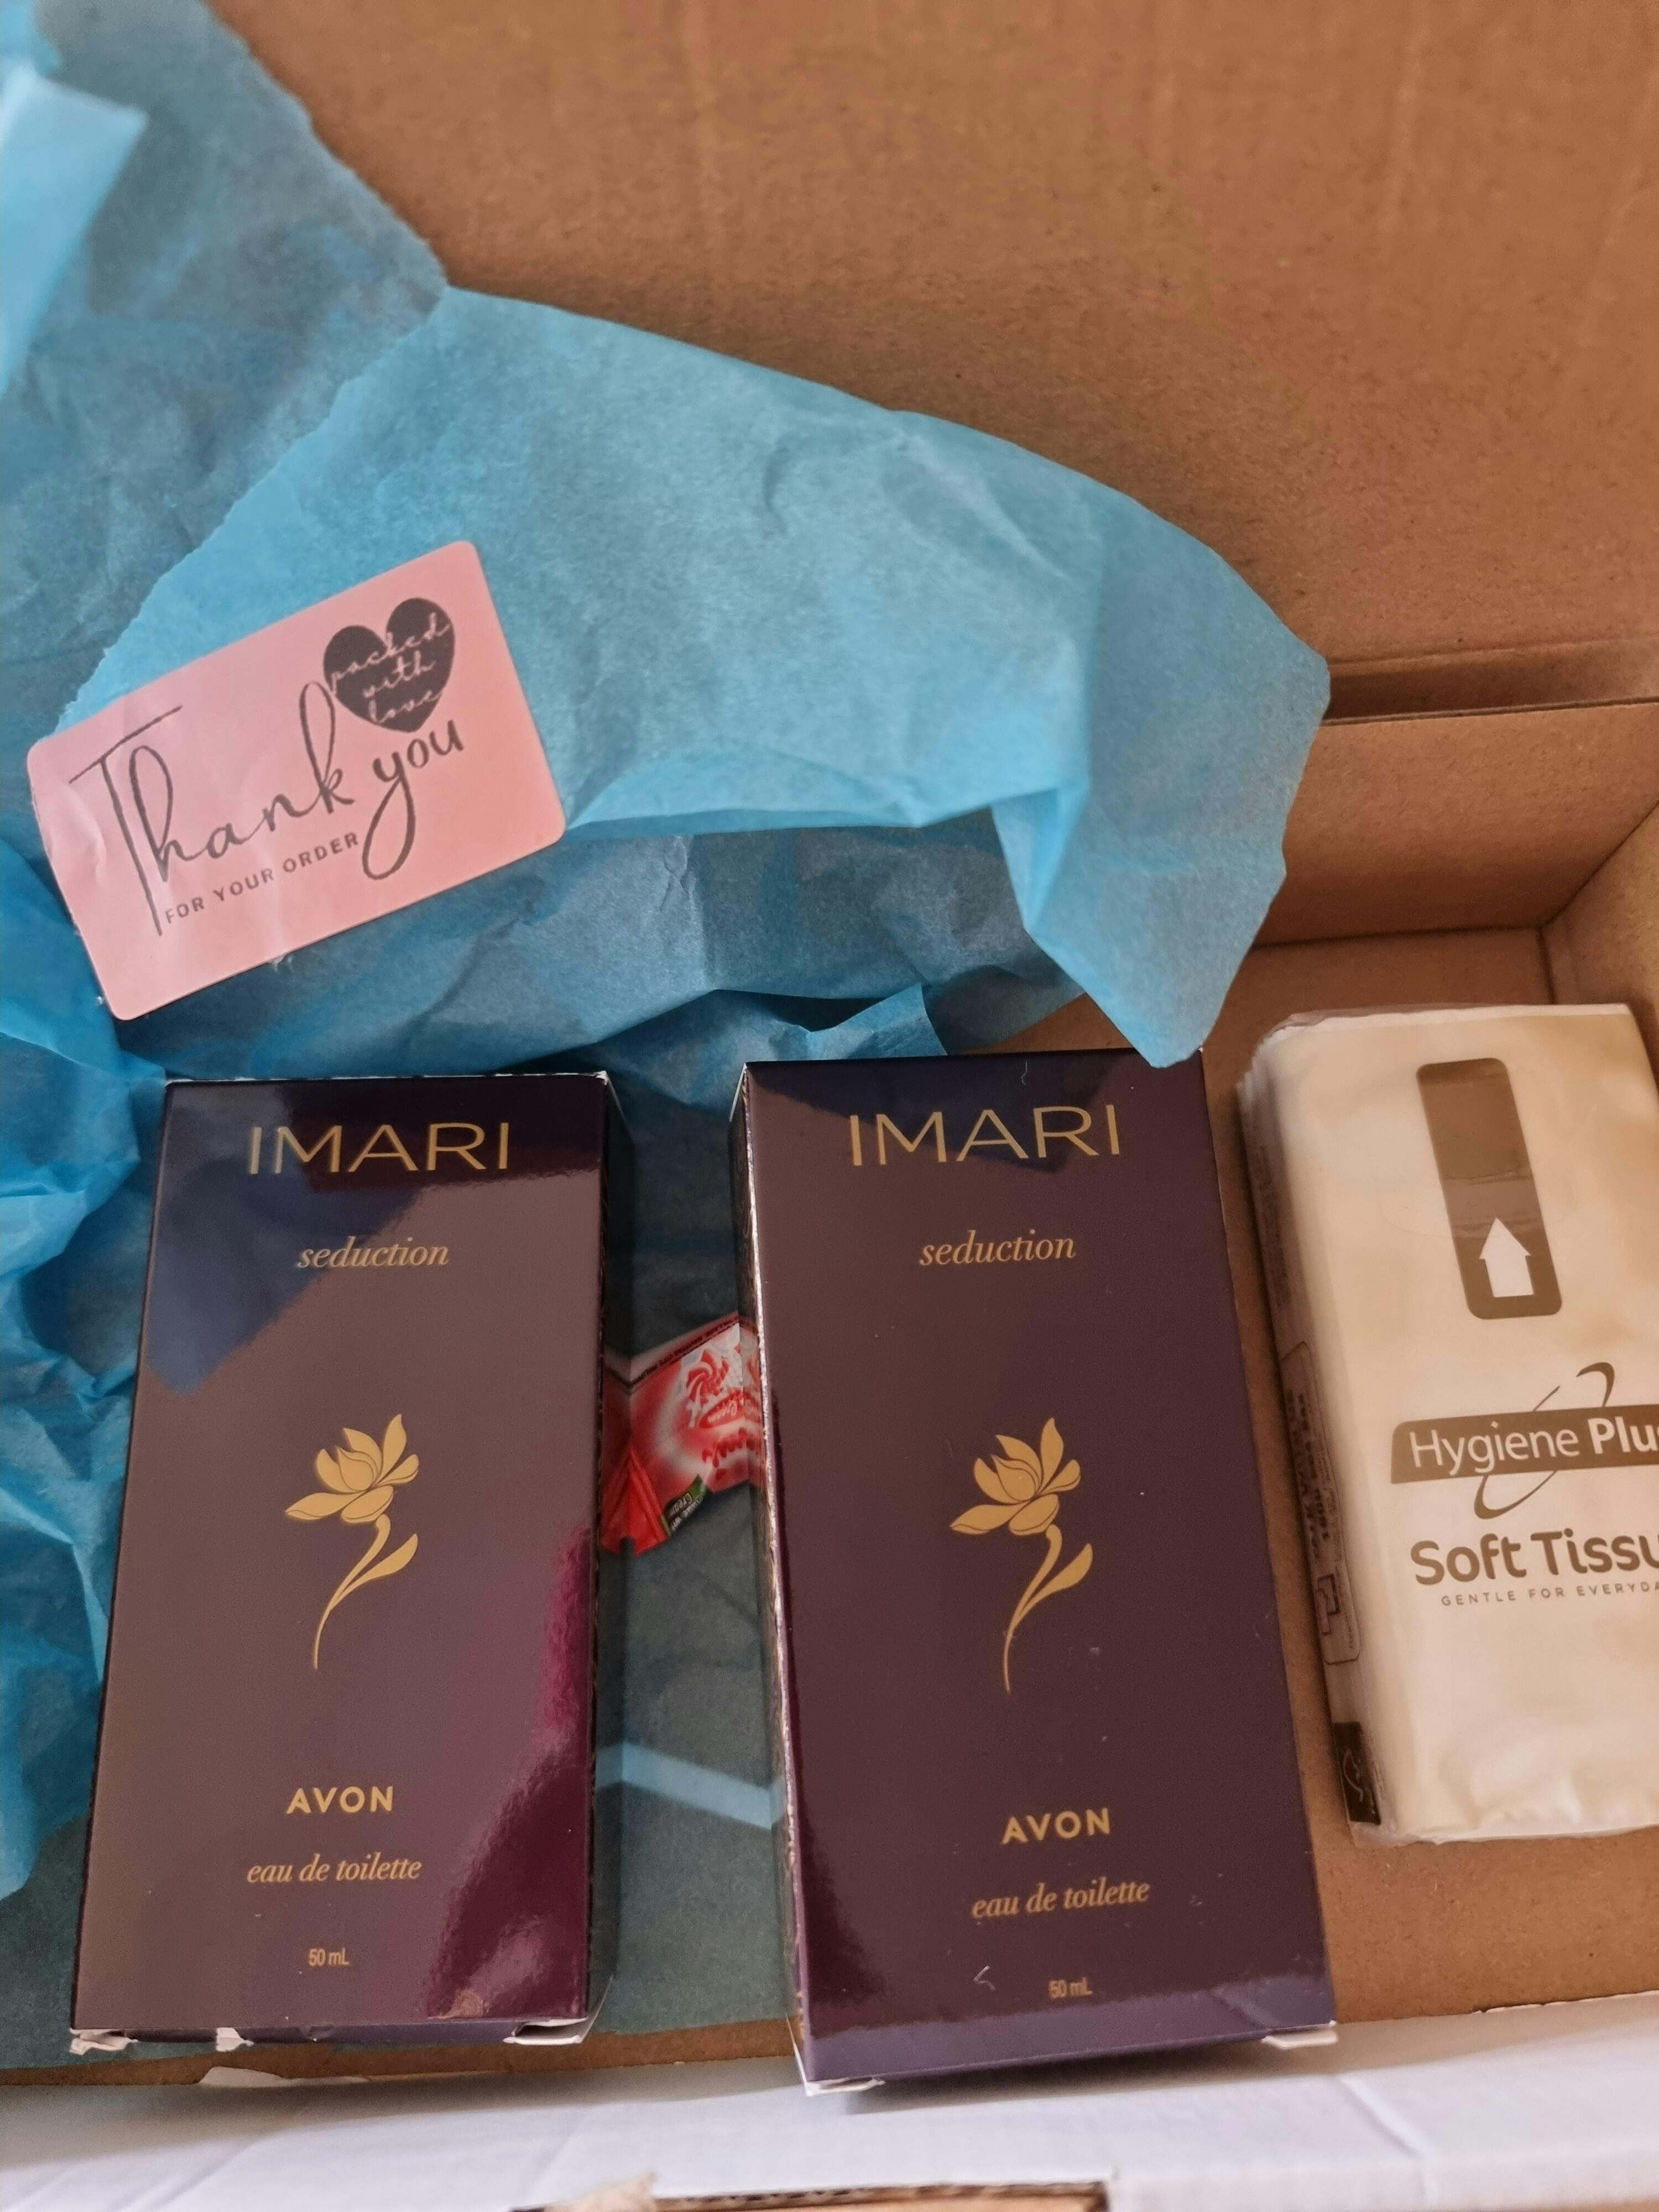 packed
with
love
Thank you
FOR YOUR ORDER
IMARI
seduction
AVON
eau de toilette
50 mL
IMARI
seduction
AVON
eau de toilette
50 mL
Hygiene Plu
Soft Tissu
GENTLE FOR EVERYDA